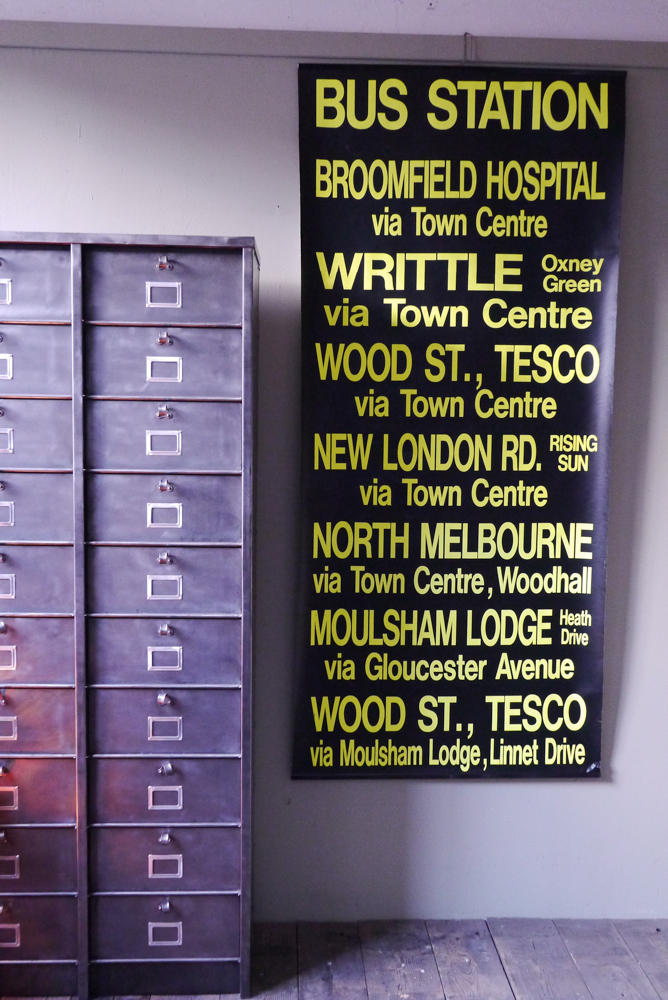 BUS STATION
BROOMFIELD HOSPITAL
via Town Centre
WRITTLE Oxney Green
via Town Centre
WOOD ST., TESCO
via Town Centre
NEW LONDON RD. RISING SUN
via Town Centre
NORTH MELBOURNE
via Town Centre, Woodhall
MOULSHAM LODGE Heath Drive
via Gloucester Avenue
WOOD ST., TESCO
via Moulsham Lodge, Linnet Drive